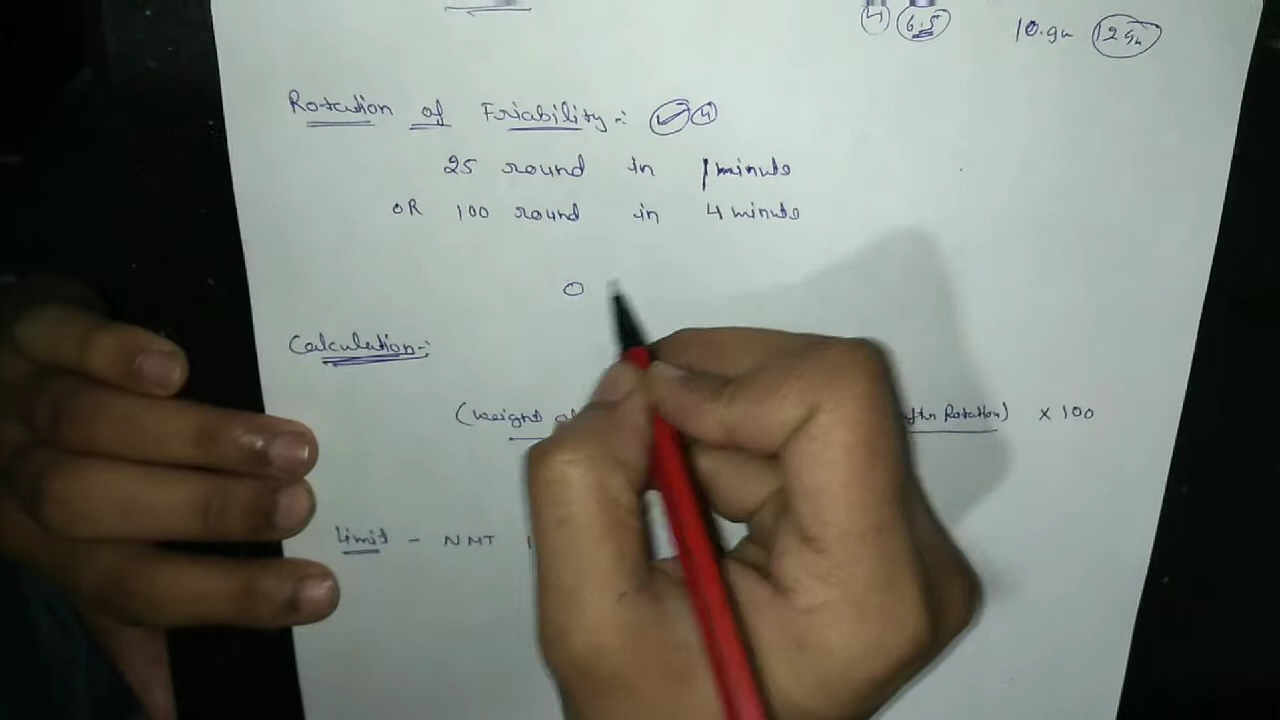 4 6.5 10.gm 12gm
Rotation of Friability:- 4
25 round in 1 minute
OR 100 round in 4 minute
Calculation:-
(weight Rotation) X 100
Limit - NMT